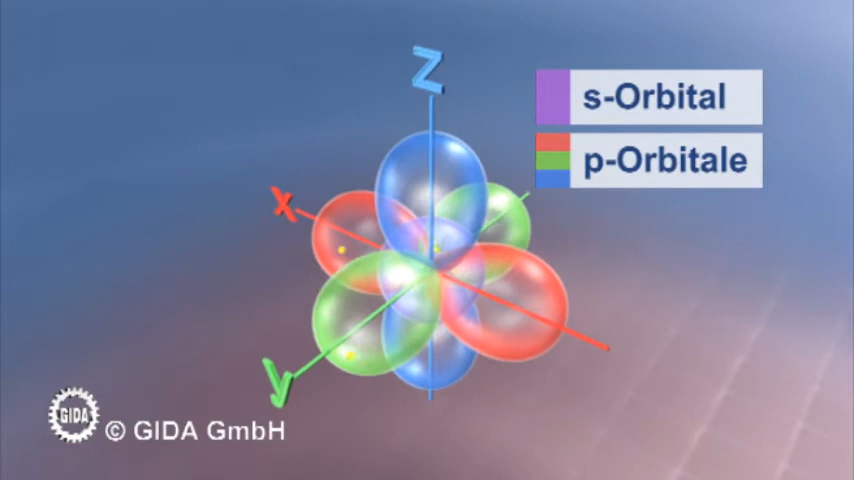 Z
s-Orbital
p-Orbitale
x
y
GIDA
© GIDA GmbH